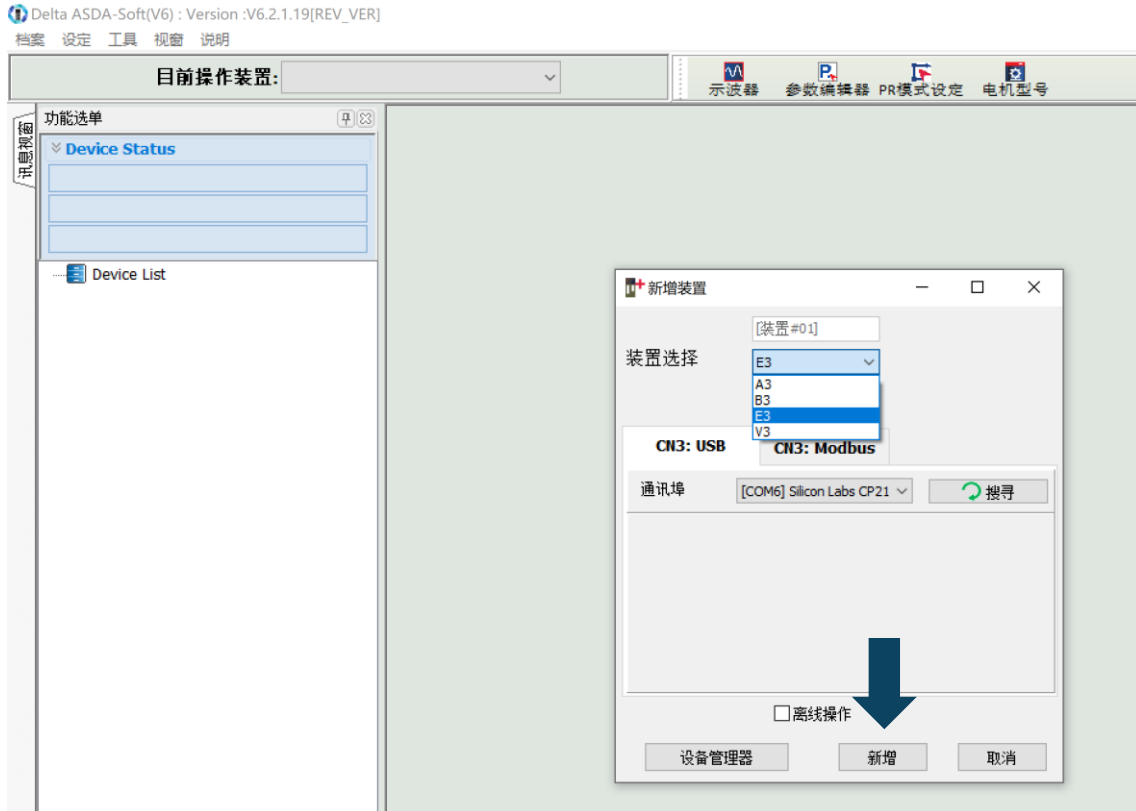 Delta ASDA-Soft(V6) : Version :V6.2.1.19[REV_VER]
档案 设定 工具 视窗 说明
目前操作装置:
示波器 参数编辑器 PR模式设定 电机型号
讯息视窗
功能选单
Device Status
Device List
新增装置
[装置#01]
装置选择
E3
A3
B3
E3
V3
CN3: USB CN3: Modbus
通讯埠 [COM6] Silicon Labs CP21 搜寻
离线操作
设备管理器 新增 取消